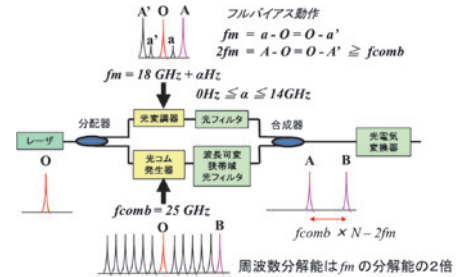 A' O A
a' a
フルバイアス動作
fm = a - O = O - a'
2fm = A - O = O - A' ≧ fcomb
fm = 18 GHz + αHz
0Hz ≦ α ≦ 14GHz
分配器
光変調器
光フィルタ
合成器
レーザ
光電気
変換器
O
光コム
発生器
波長可変
狭帯域
光フィルタ
A B
fcomb = 25 GHz
fcomb × N - 2fm
O B
周波数分解能はfmの分解能の2倍